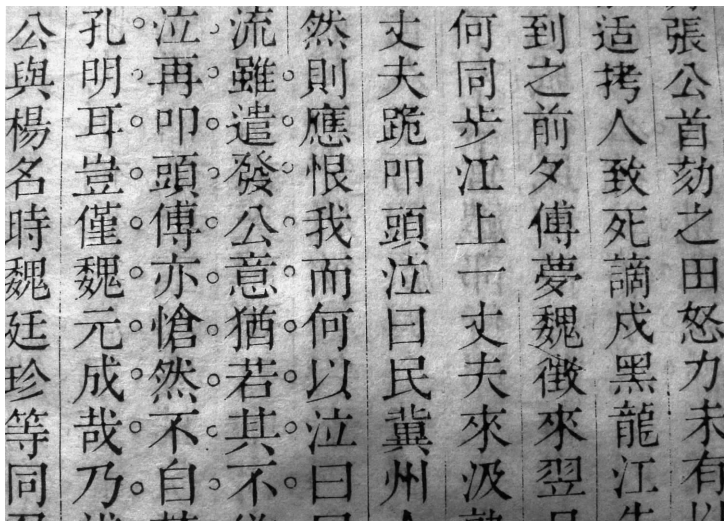 張公首劾之田怒力未有以
适拷人致死謫戍黑龍江
到之前夕傅夢魏徵來翌
何同步江上一丈夫來汲
丈夫跪叩頭泣曰民冀州
然則應恨我而何以泣曰
流雖遣發公意猶若其不
泣再叩頭傅亦愴然不自
孔明耳豈僅魏元成哉乃
公與楊名時魏廷珍等同